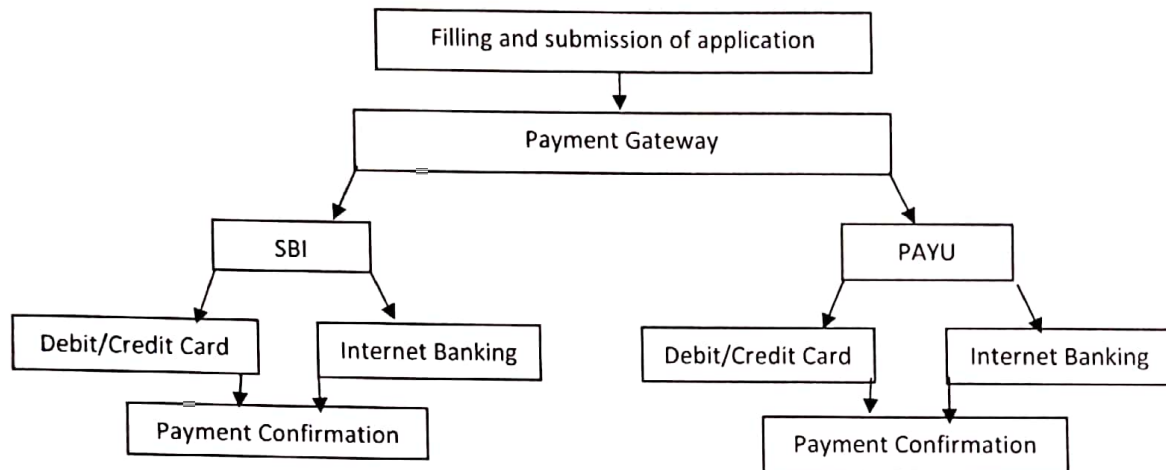 Filling and submission of application
Payment Gateway
SBI
PAYU
Debit/Credit Card
Internet Banking
Debit/Credit Card
Internet Banking
Payment Confirmation
Payment Confirmation